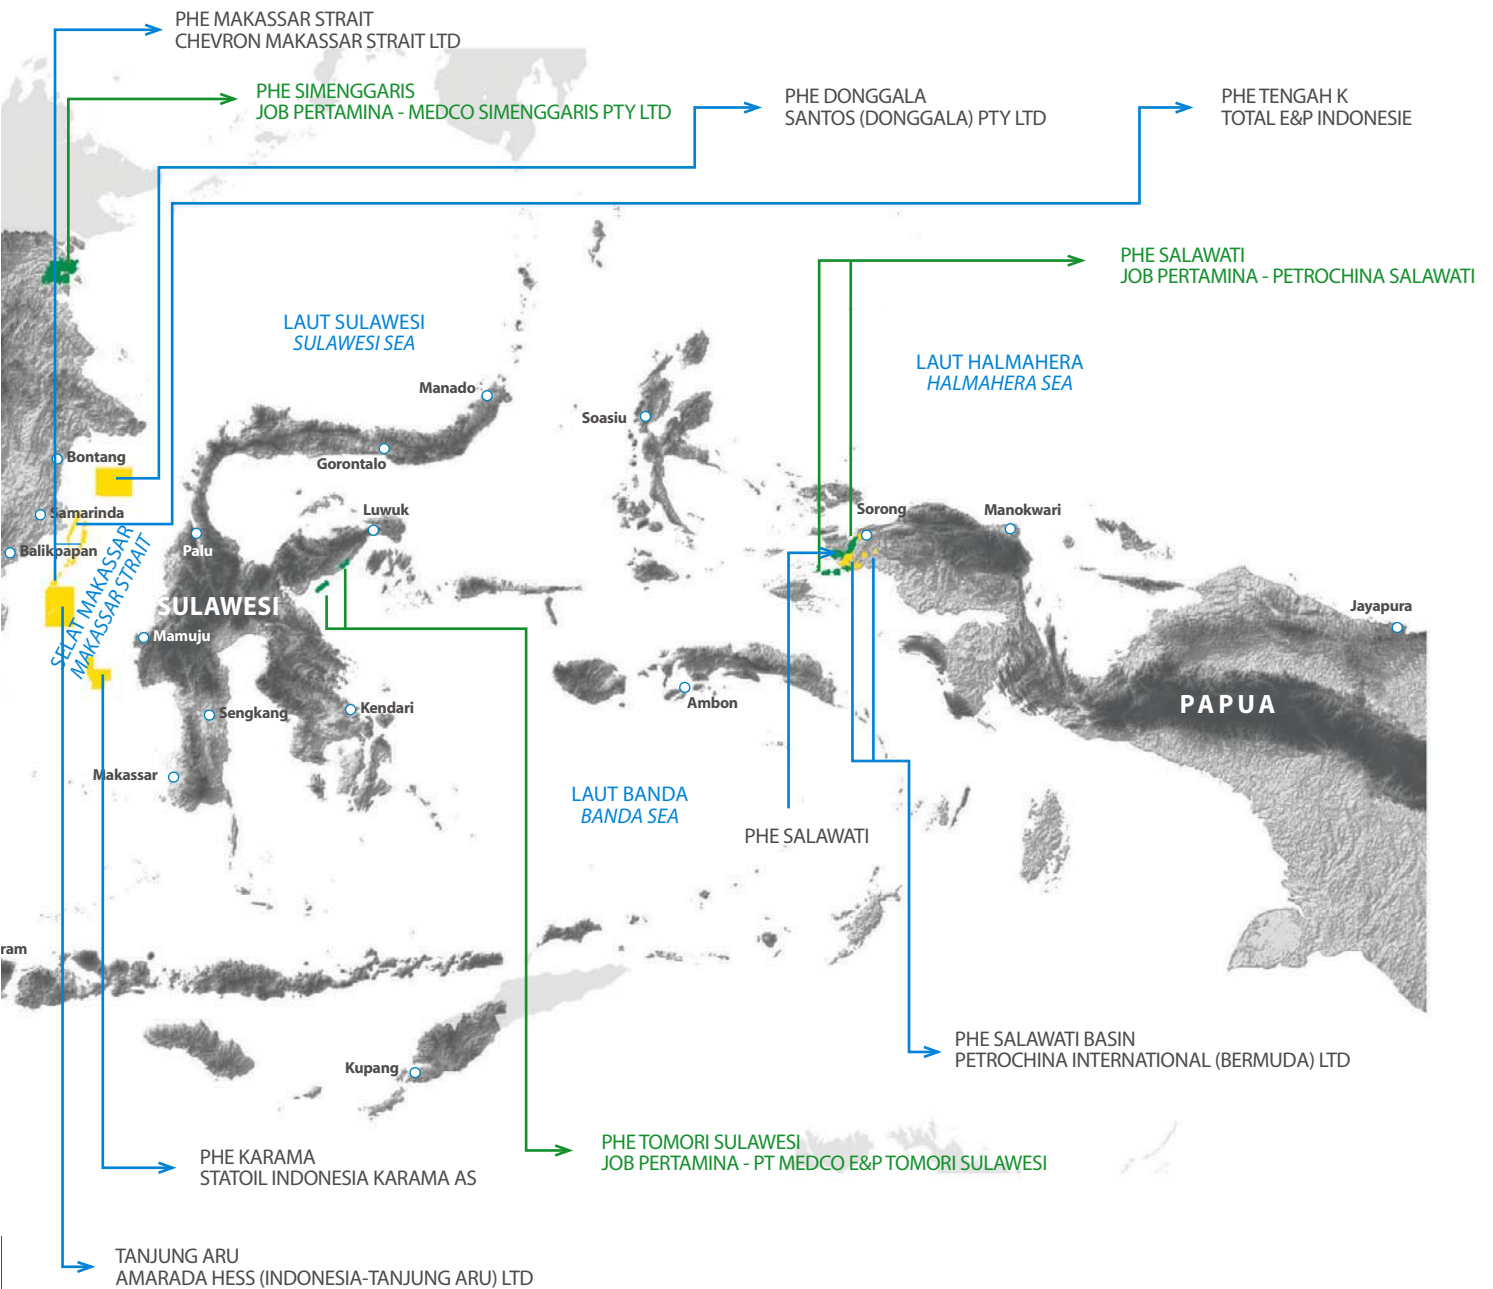 PHE MAKASSAR STRAIT
CHEVRON MAKASSAR STRAIT LTD
PHE SIMENGGARIS
JOB PERTAMINA - MEDCO SIMENGGARIS PTY LTD
PHE DONGGALA
SANTOS (DONGGALA) PTY LTD
PHE TENGAH K
TOTAL E&P INDONESIE
PHE SALAWATI
JOB PERTAMINA - PETROCHINA SALAWATI
LAUT SULAWESI
SULAWESI SEA
LAUT HALMAHERA
HALMAHERA SEA
Manado
Soasiu
Bontang
Gorontalo
Samarinda
Luwuk
Sorong
Manokwari
Balikpapan
Palu
SELAT MAKASSAR
MAKASSAR STRAIT
SULAWESI
Jayapura
Mamuju
PAPUA
Ambon
Sengkang
Kendari
Makassar
LAUT BANDA
BANDA SEA
PHE SALAWATI
ram
PHE SALAWATI BASIN
PETROCHINA INTERNATIONAL (BERMUDA) LTD
Kupang
PHE TOMORI SULAWESI
JOB PERTAMINA - PT MEDCO E&P TOMORI SULAWESI
PHE KARAMA
STATOIL INDONESIA KARAMA AS
TANJUNG ARU
AMARADA HESS (INDONESIA-TANJUNG ARU) LTD